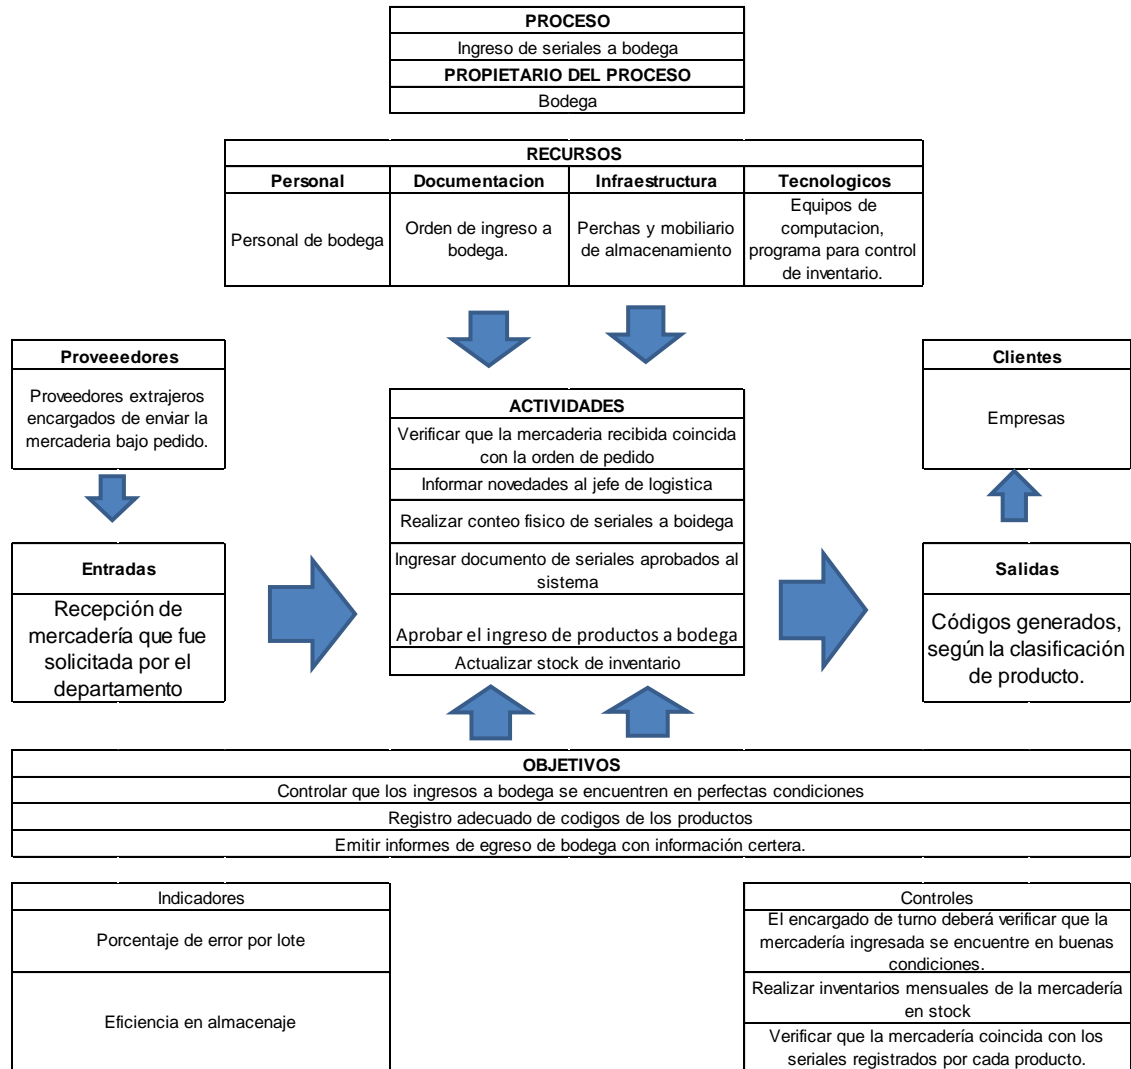 PROCESO
Ingreso de seriales a bodega
PROPIETARIO DEL PROCESO
Bodega
RECURSOS
Personal
Documentacion
Infraestructura
Tecnologicos
Personal de bodega
Orden de ingreso a
bodega.
Perchas y mobiliario
de almacenamiento
Equipos de
computacion,
programa para control
de inventario.
Proveeedores
Proveedores extrajeros
encargados de enviar la
mercaderia bajo pedido.
Clientes
Empresas
ACTIVIDADES
Verificar que la mercaderia recibida coincida
con la orden de pedido
Informar novedades al jefe de logistica
Realizar conteo fisico de seriales a boidega
Ingresar documento de seriales aprobados al
sistema
Aprobar el ingreso de productos a bodega
Actualizar stock de inventario
Entradas
Recepción de
mercadería que fue
solicitada por el
departamento
Salidas
Códigos generados,
según la clasificación
de producto.
OBJETIVOS
Controlar que los ingresos a bodega se encuentren en perfectas condiciones
Registro adecuado de codigos de los productos
Emitir informes de egreso de bodega con información certera.
Indicadores
Porcentaje de error por lote
Eficiencia en almacenaje
Controles
El encargado de turno deberá verificar que la
mercadería ingresada se encuentre en buenas
condiciones.
Realizar inventarios mensuales de la mercadería
en stock
Verificar que la mercadería coincida con los
seriales registrados por cada producto.